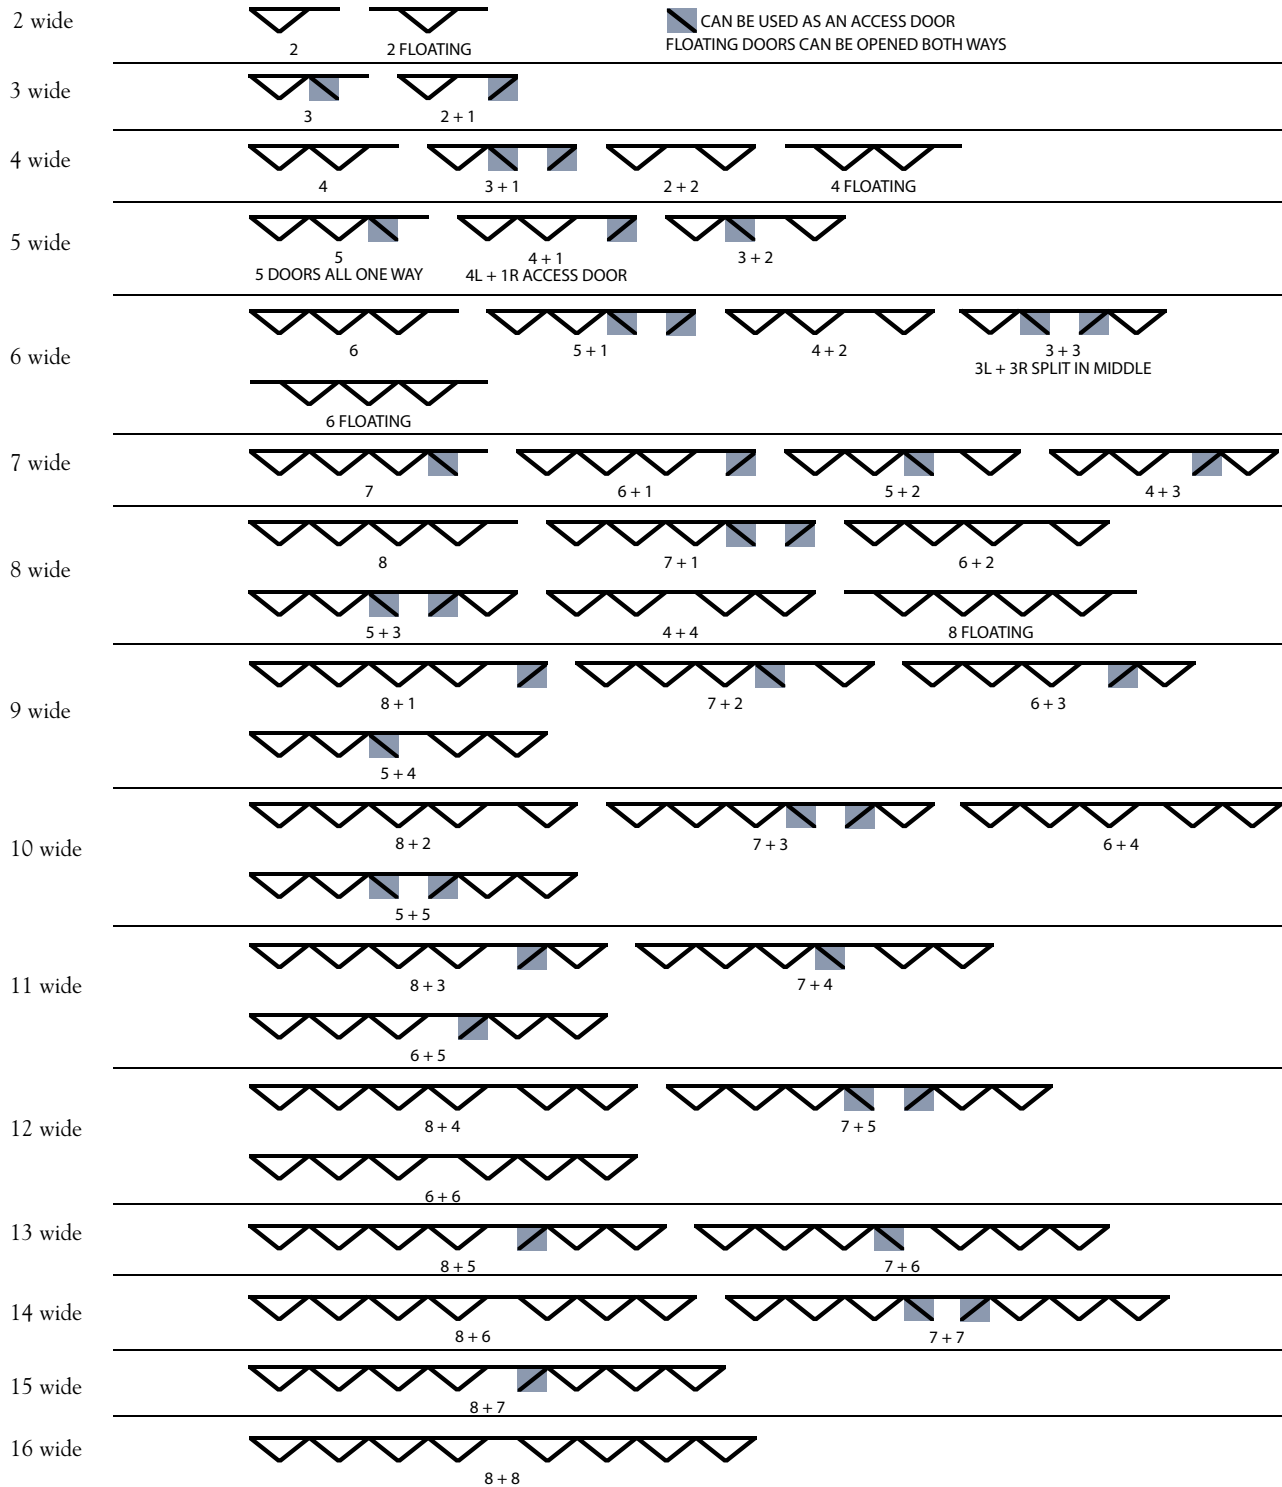 2 wide
2
2 FLOATING
CAN BE USED AS AN ACCESS DOOR
FLOATING DOORS CAN BE OPENED BOTH WAYS
3 wide
3
2 + 1
4 wide
4
3 + 1
2 + 2
4 FLOATING
5 wide
5
5 DOORS ALL ONE WAY
4 + 1
4L + 1R ACCESS DOOR
3 + 2
6 wide
6
5 + 1
4 + 2
3 + 3
3L + 3R SPLIT IN MIDDLE
6 FLOATING
7 wide
7
6 + 1
5 + 2
4 + 3
8 wide
8
7 + 1
6 + 2
5 + 3
4 + 4
8 FLOATING
9 wide
8 + 1
7 + 2
6 + 3
5 + 4
10 wide
8 + 2
7 + 3
6 + 4
5 + 5
11 wide
8 + 3
7 + 4
6 + 5
12 wide
8 + 4
7 + 5
6 + 6
13 wide
8 + 5
7 + 6
14 wide
8 + 6
7 + 7
15 wide
8 + 7
16 wide
8 + 8